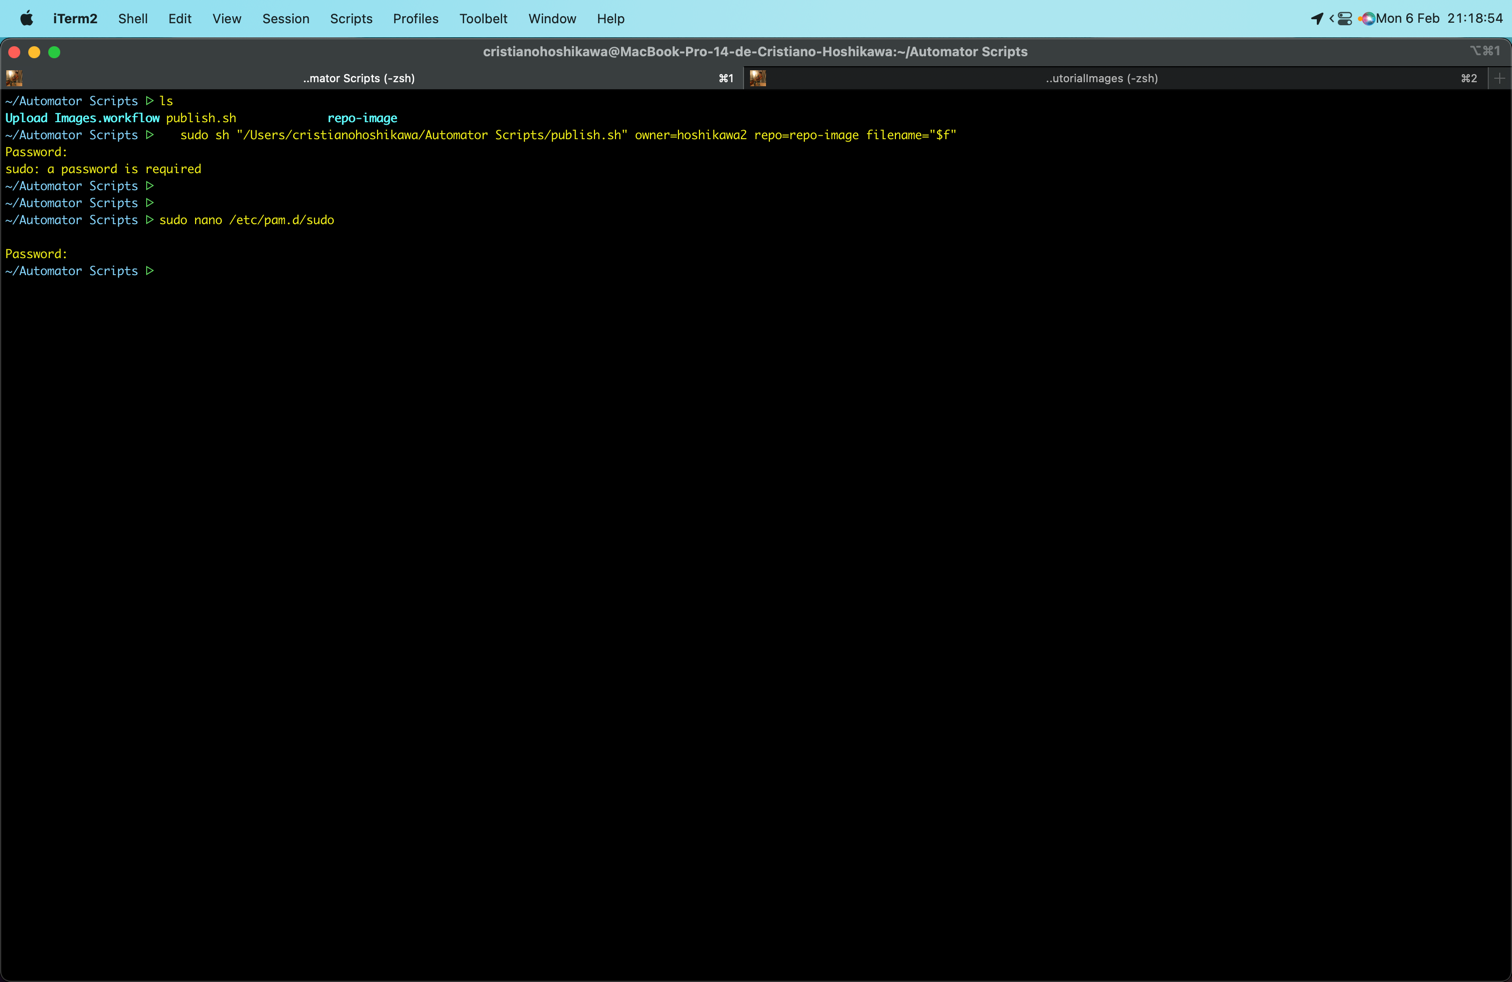 iTerm2 Shell Edit View Session Scripts Profiles Toolbelt Window Help Mon 6 Feb 21:18:54
cristianohoshikawa@MacBook-Pro-14-de-Cristiano-Hoshikawa:~/Automator Scripts ⌥⌘1
..mator Scripts (-zsh) ⌘1 ..utorialImages (-zsh) ⌘2
~/Automator Scripts ▷ ls
Upload Images.workflow publish.sh repo-image
~/Automator Scripts ▷ sudo sh "/Users/cristianohoshikawa/Automator Scripts/publish.sh" owner=hoshikawa2 repo=repo-image filename="$f"
Password:
sudo: a password is required
~/Automator Scripts ▷
~/Automator Scripts ▷
~/Automator Scripts ▷ sudo nano /etc/pam.d/sudo
Password:
~/Automator Scripts ▷